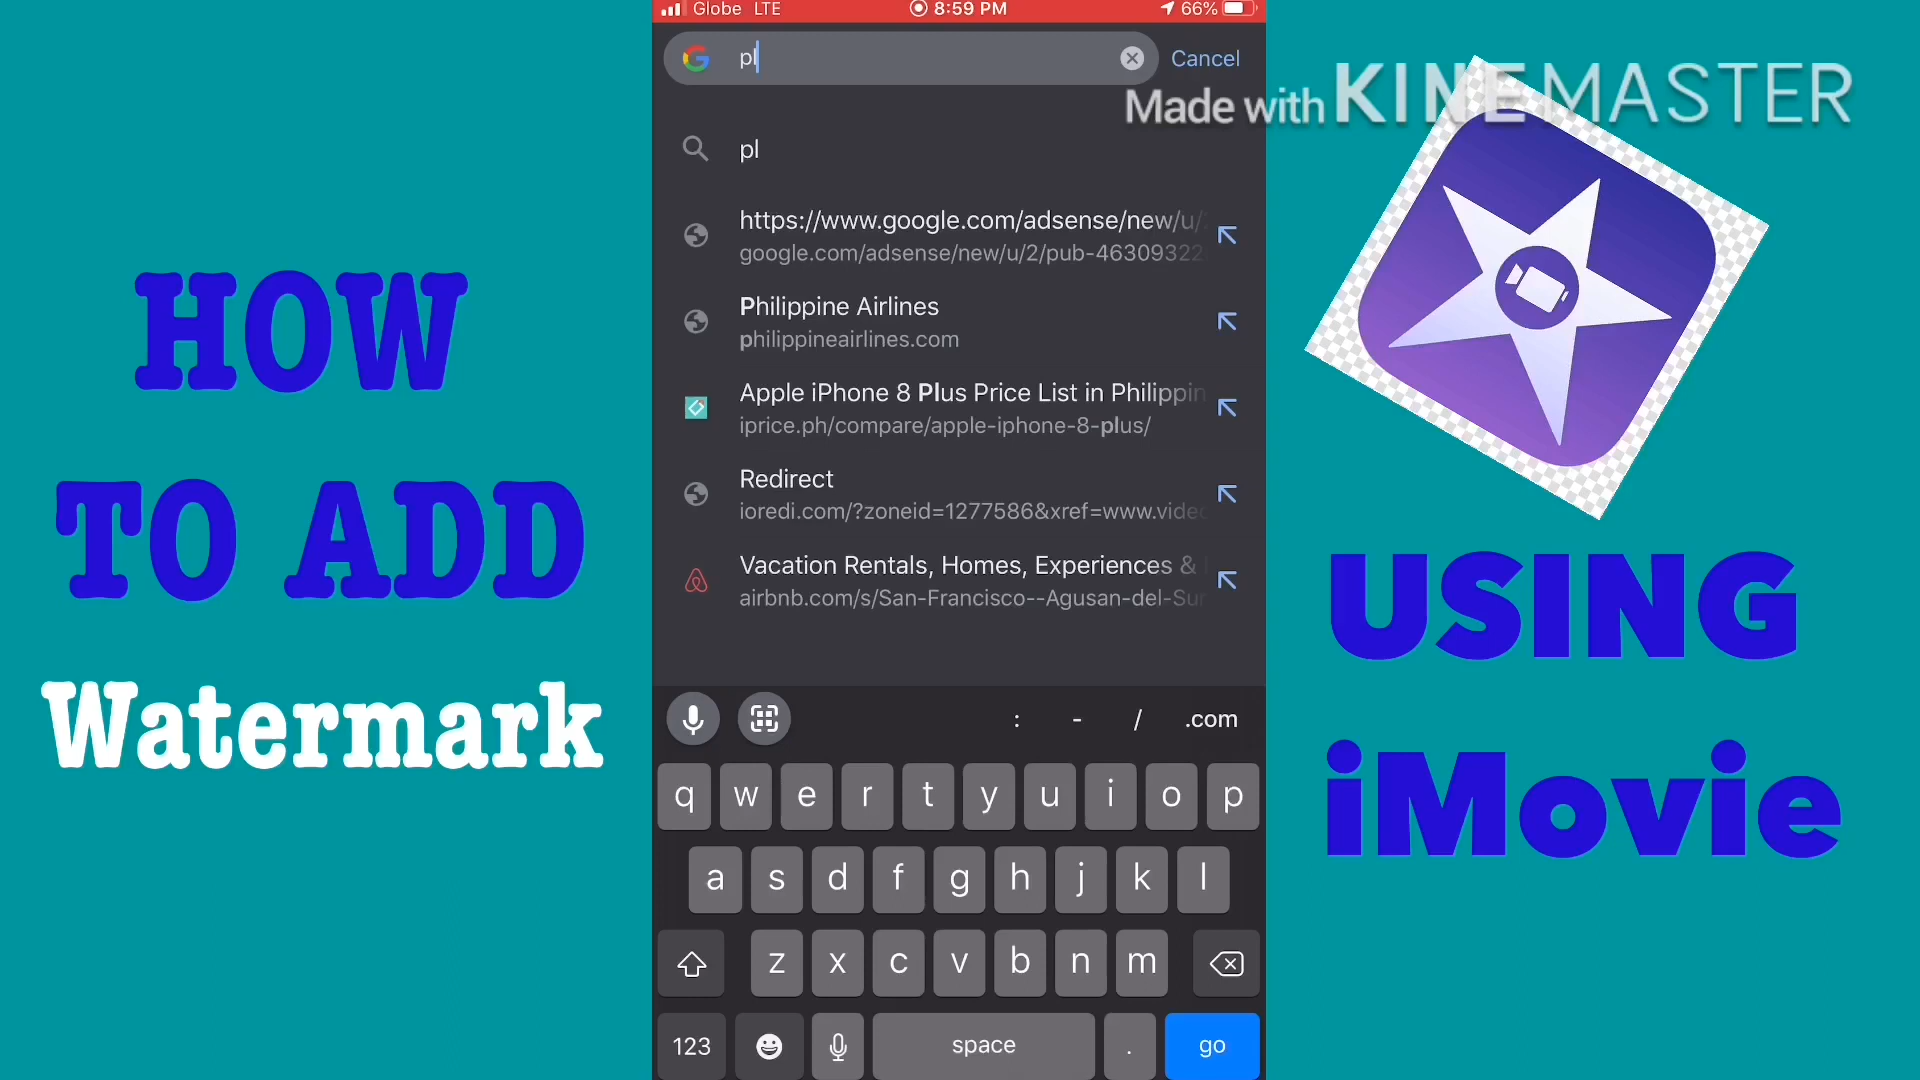 Globe LTE 8:59 PM 66%
pl Cancel
Made with KINEMASTER
pl
https://www.google.com/adsense/new/u/
google.com/adsense/new/u/2/pub-46309322
Philippine Airlines
philippineairlines.com
Apple iPhone 8 Plus Price List in Philippin
iprice.ph/compare/apple-iphone-8-plus/
Redirect
ioredi.com/?zoneid=1277586&xref=www.videc
Vacation Rentals, Homes, Experiences &
airbnb.com/s/San-Francisco--Agusan-del-Sur
: - / .com
q w e r t y u i o p
a s d f g h j k l
z x c v b n m
123 space . go
HOW
TO ADD
Watermark
USING
iMovie